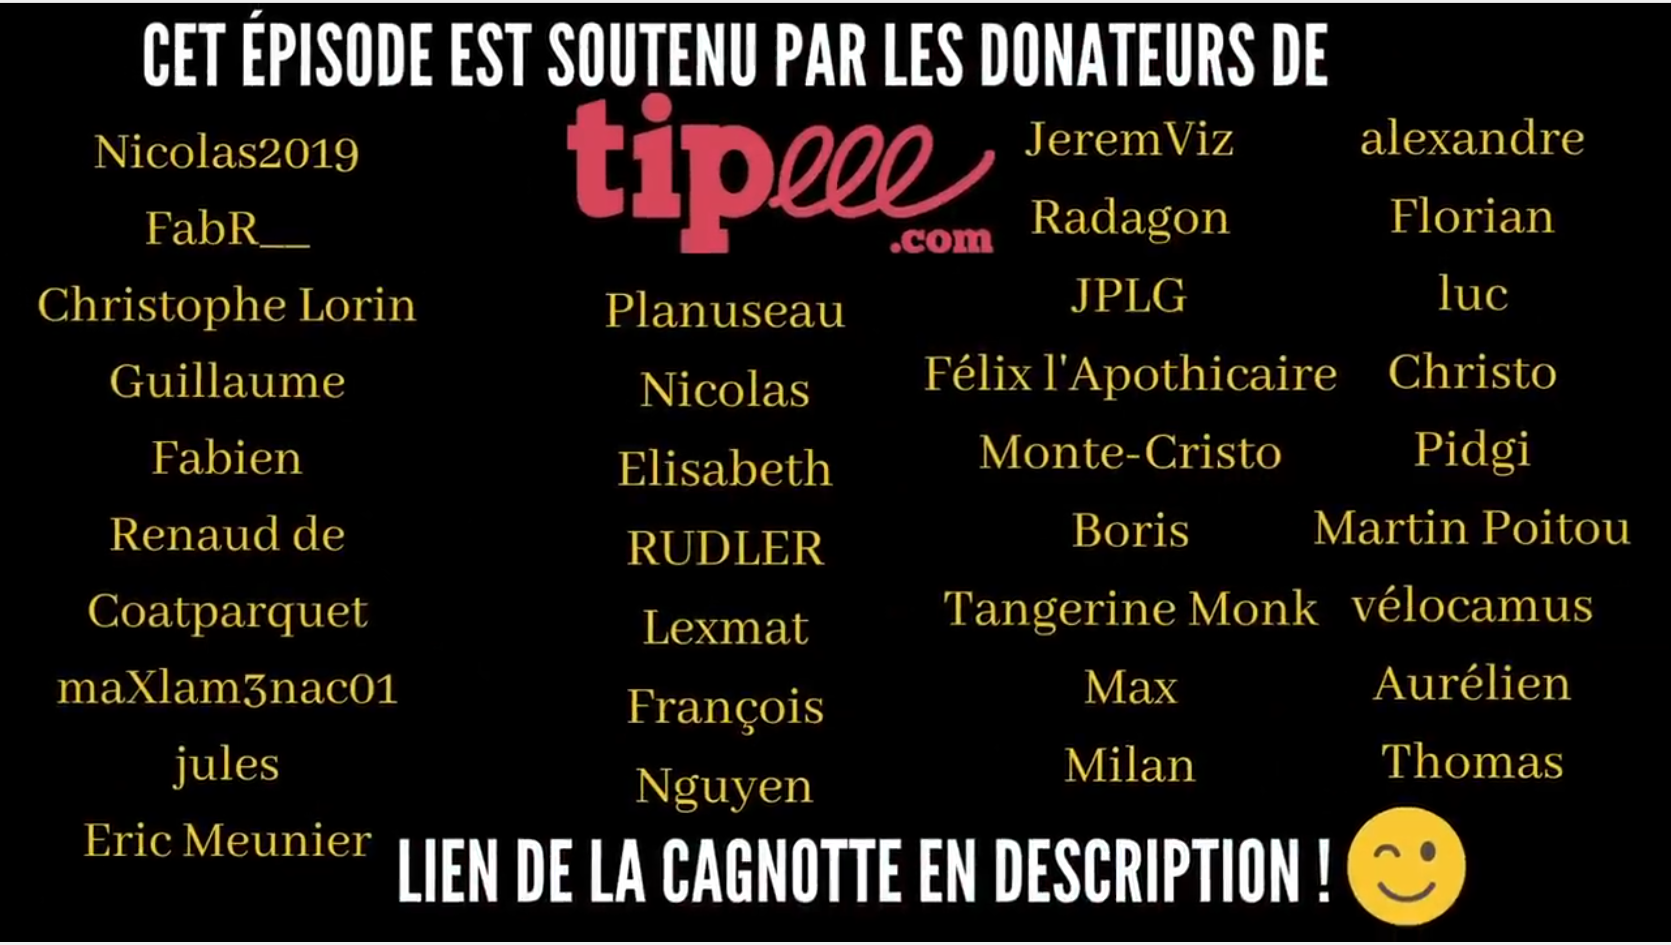 CET ÉPISODE EST SOUTENU PAR LES DONATEURS DE
tipeee
.com
Nicolas2019
FabR__
Christophe Lorin
Guillaume
Fabien
Renaud de
Coatparquet
maXlam3nac01
jules
Eric Meunier
Planuseau
Nicolas
Elisabeth
RUDLER
Lexmat
François
Nguyen
JeremViz
Radagon
JPLG
Félix l'Apothicaire
Monte-Cristo
Boris
Tangerine Monk
Max
Milan
alexandre
Florian
luc
Christo
Pidgi
Martin Poitou
vélocamus
Aurélien
Thomas
LIEN DE LA CAGNOTTE EN DESCRIPTION !